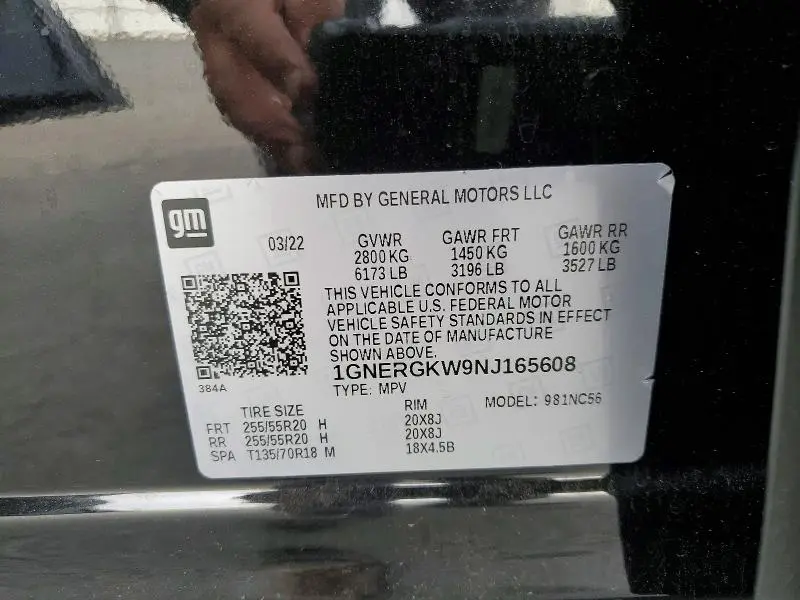 MFD BY GENERAL MOTORS LLC
gm
03/22
GVWR GAWR FRT GAWR RR
2800 KG 1450 KG 1600 KG
6173 LB 3196 LB 3527 LB
THIS VEHICLE CONFORMS TO ALL
APPLICABLE U.S. FEDERAL MOTOR
VEHICLE SAFETY STANDARDS IN EFFECT
ON THE DATE OF MANUFACTURE
SHOWN ABOVE.
384A
1GNERGKW9NJ165608
TYPE: MPV
MODEL: 981NC56
TIRE SIZE RIM
FRT 255/55R20 H 20X8J
RR 255/55R20 H 20X8J
SPA T135/70R18 M 18X4.5B